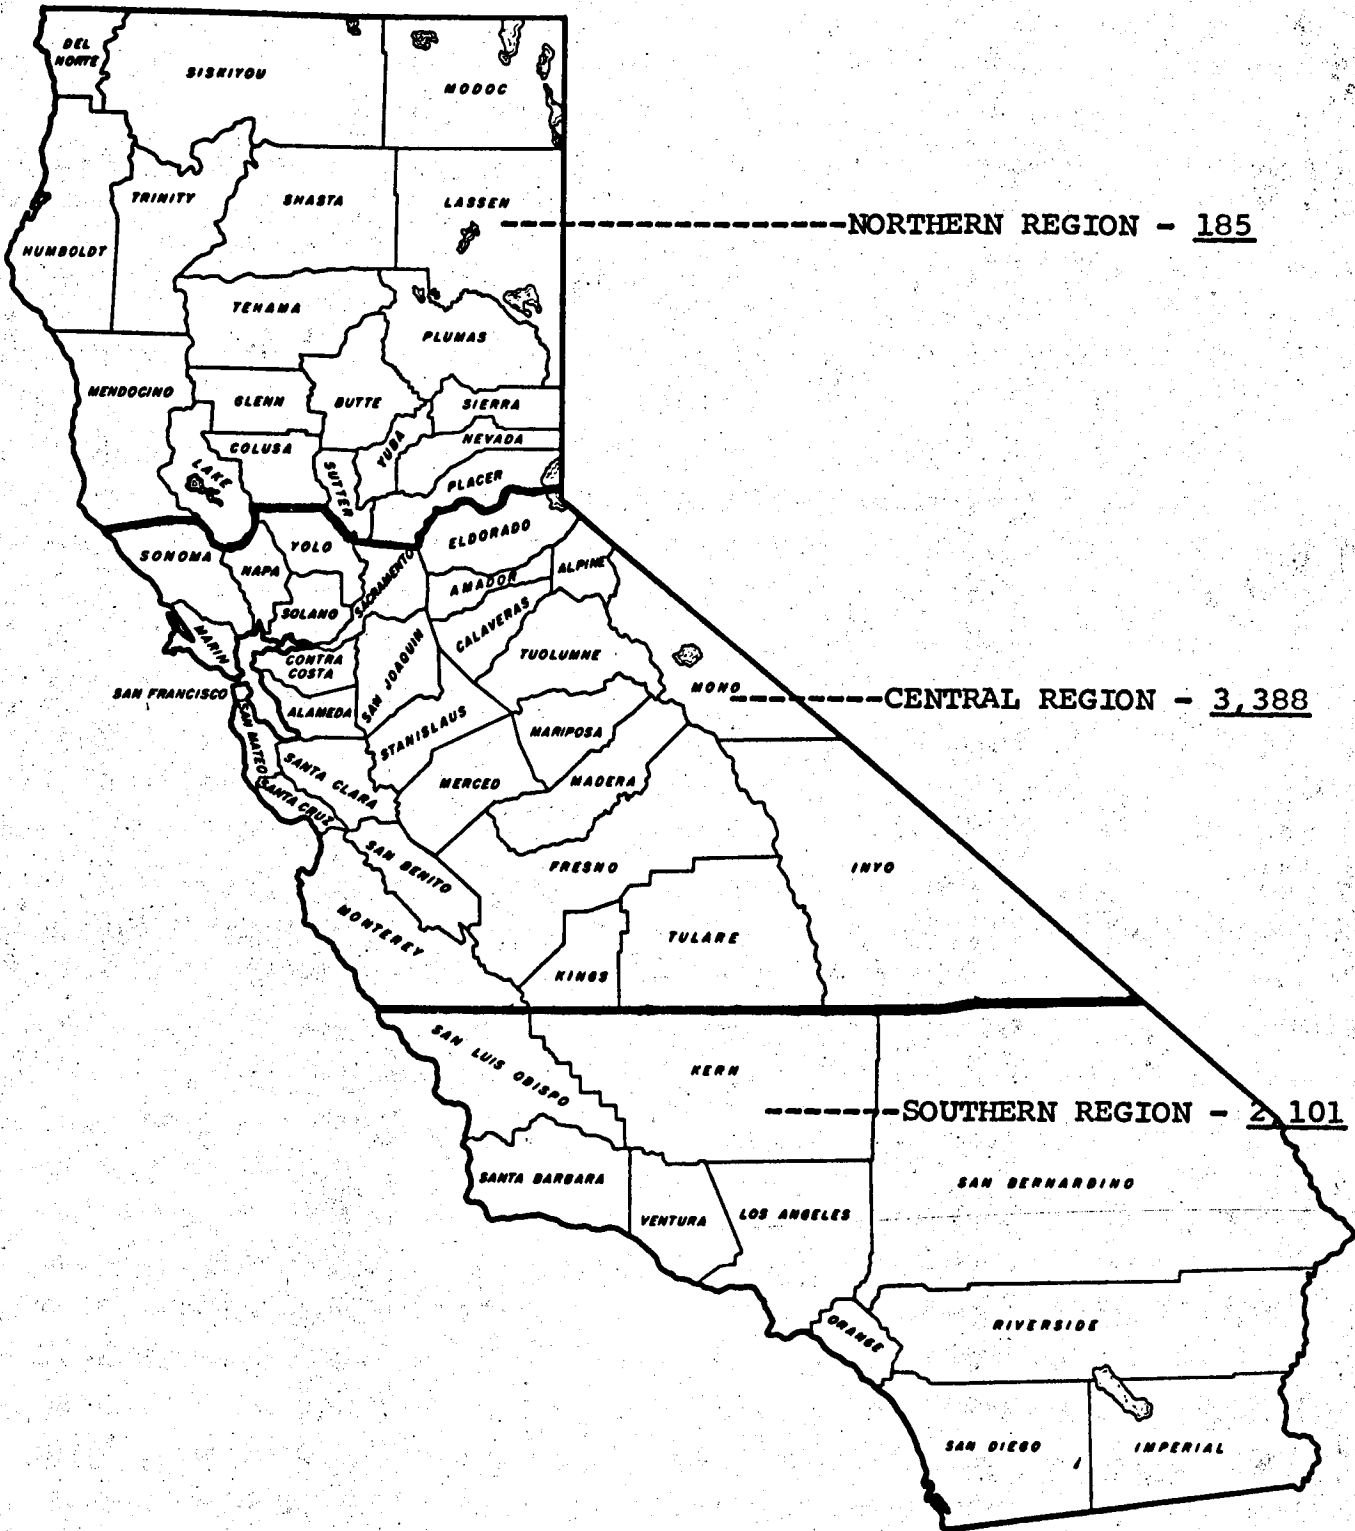 DEL
NORTE
SISKIYOU
MODOC
TRINITY
SHASTA
LASSEN
HUMBOLDT
NORTHERN REGION - 185
TEHAMA
PLUMAS
MENDOCINO
GLENN
BUTTE
SIERRA
COLUSA
YUBA
NEVADA
LAKE
SUTTER
PLACER
SONOMA
NAPA
YOLO
SACRAMENTO
ELDORADO
ALPINE
AMADOR
SOLANO
CALAVERAS
MARIN
CONTRA
COSTA
SAN JOAQUIN
TUOLUMNE
SAN FRANCISCO
ALAMEDA
MONO
CENTRAL REGION - 3,388
SAN MATEO
STANISLAUS
MARIPOSA
SANTA CLARA
MERCED
MADERA
SANTA CRUZ
SAN BENITO
FRESNO
INYO
MONTEREY
KINGS
TULARE
SAN LUIS OBISPO
KERN
SOUTHERN REGION - 2,101
SANTA BARBARA
VENTURA
LOS ANGELES
SAN BERNARDINO
ORANGE
RIVERSIDE
SAN DIEGO
IMPERIAL